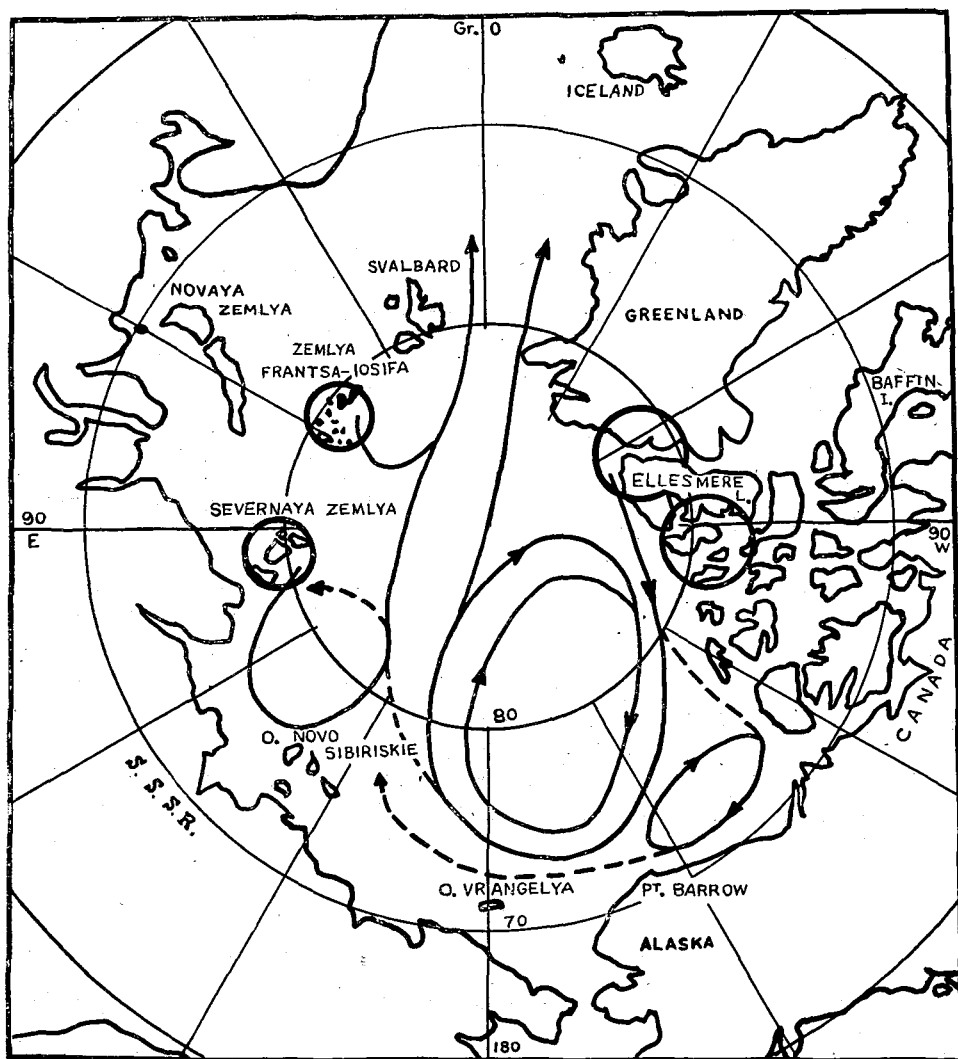 Gr. 0
ICELAND
SVALBARD
NOVAYA
ZEMLYA
GREENLAND
ZEMLYA
FRANTSA-IOSIFA
BAFFIN
I.
ELLESMERE
I.
SEVERNAYA ZEMLYA
90
E
90
W
CANADA
80
O. NOVO
SIBIRISKIE
S. S. S. R.
O. VRANGELYA
PT. BARROW
70
ALASKA
180